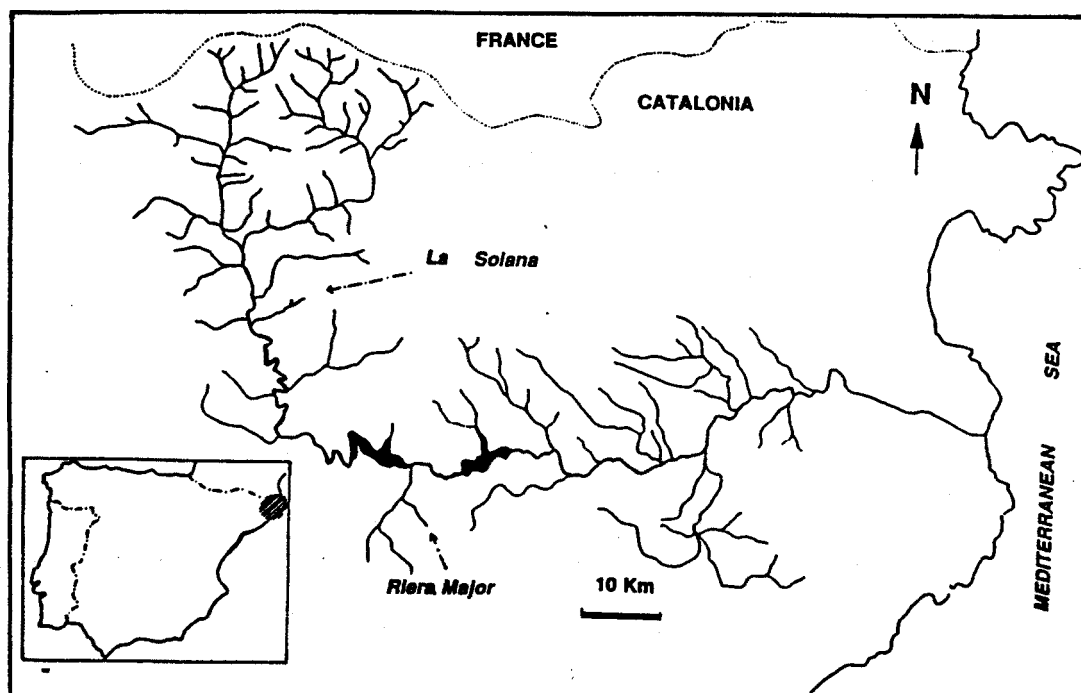 FRANCE
CATALONIA
N
La Solana
MEDITERRANEAN SEA
Riera Major
10 Km